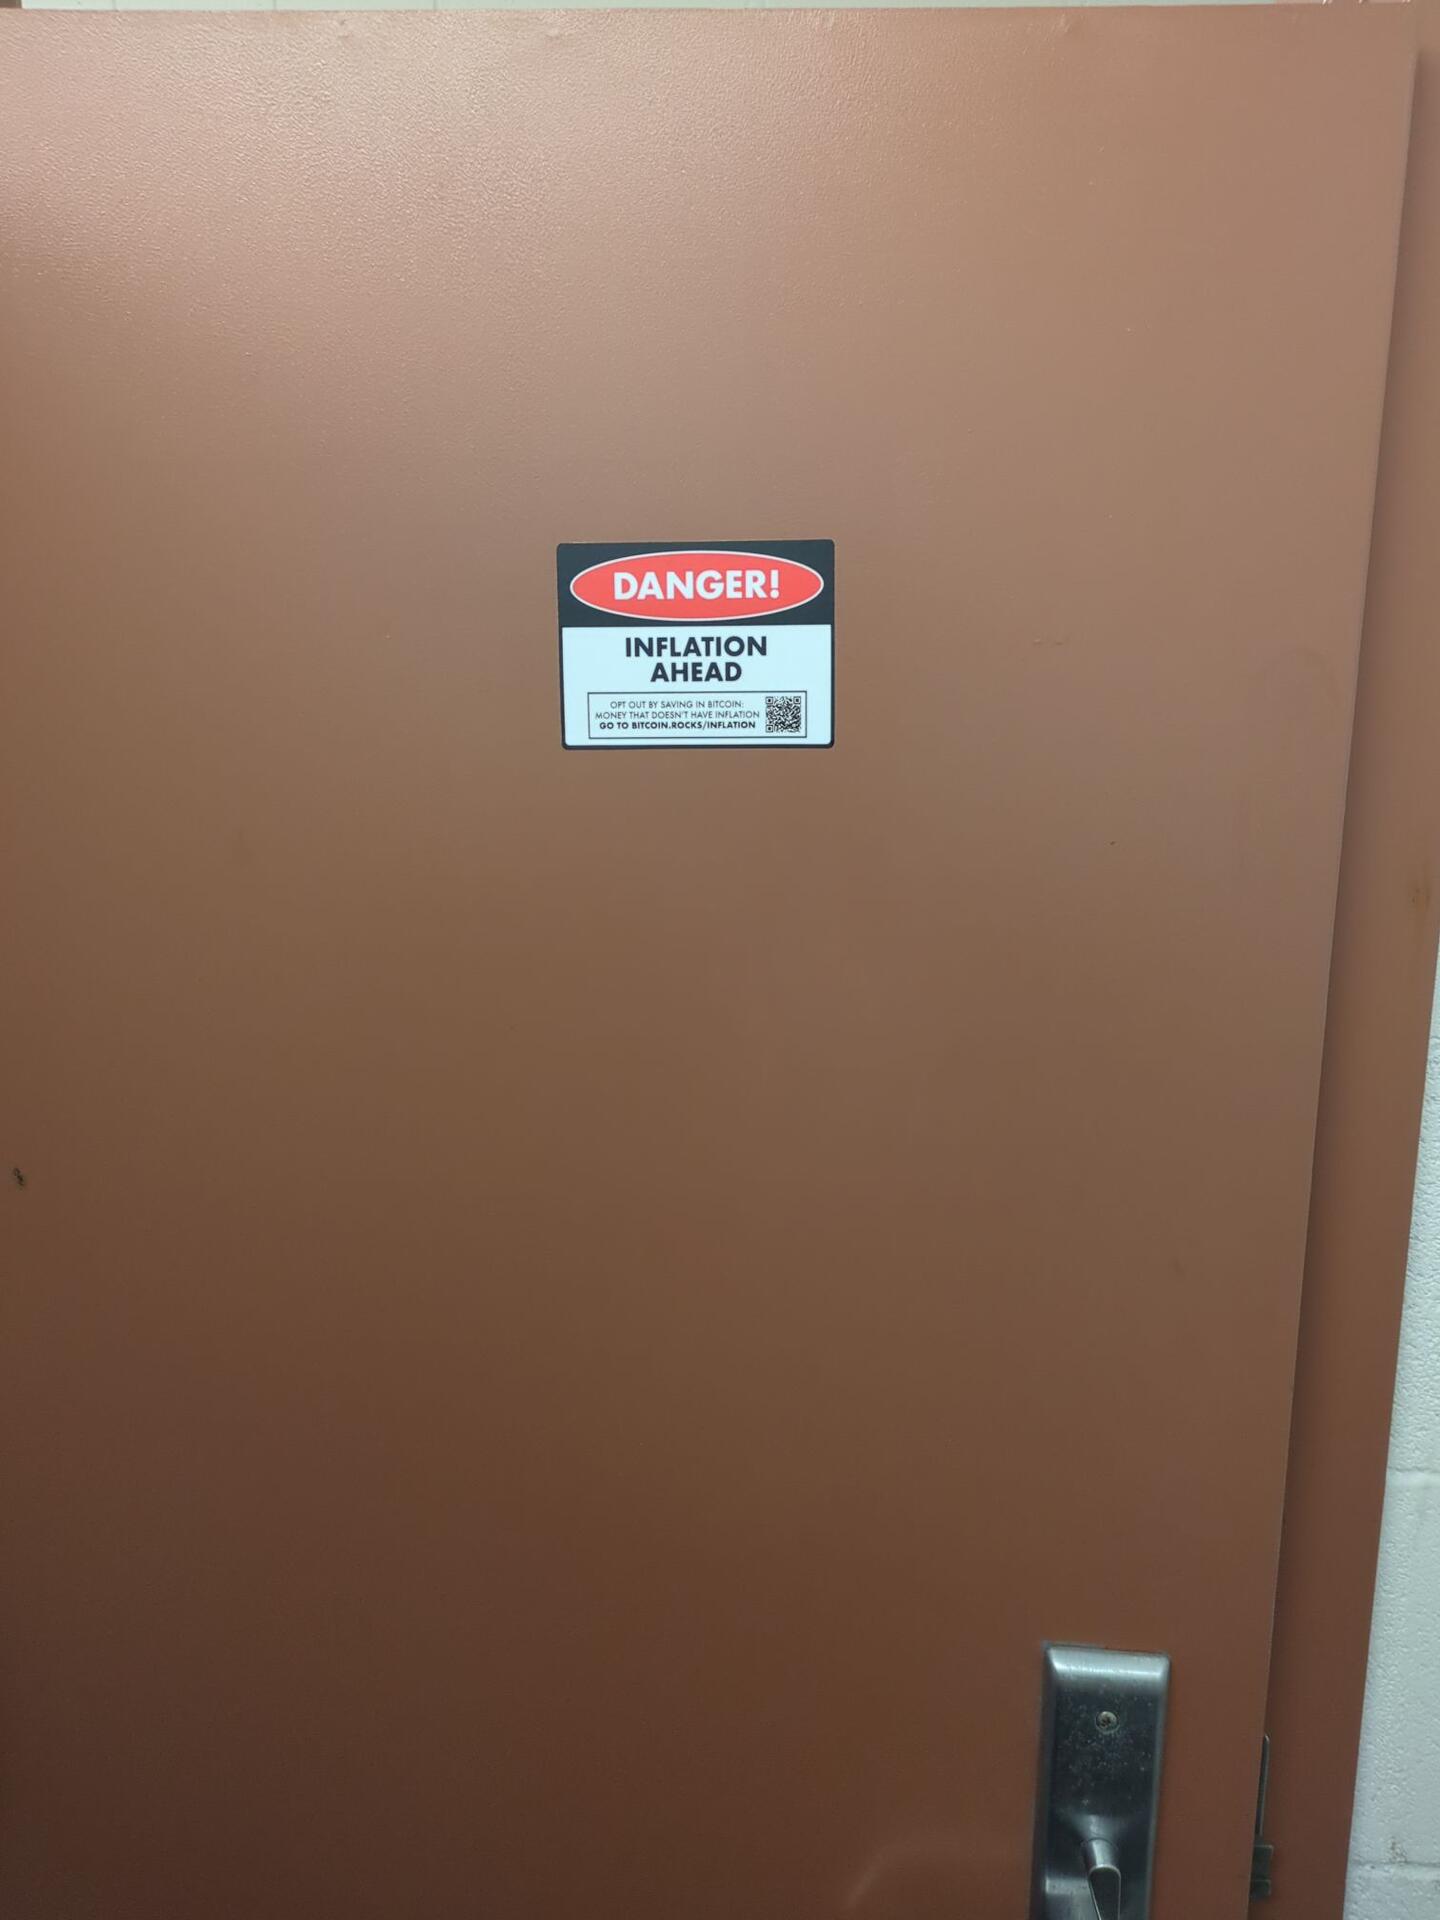 DANGER!
INFLATION
AHEAD
OPT OUT BY SAVING IN BITCOIN:
MONEY THAT DOESN'T HAVE INFLATION
GO TO BITCOIN.ROCKS/INFLATION